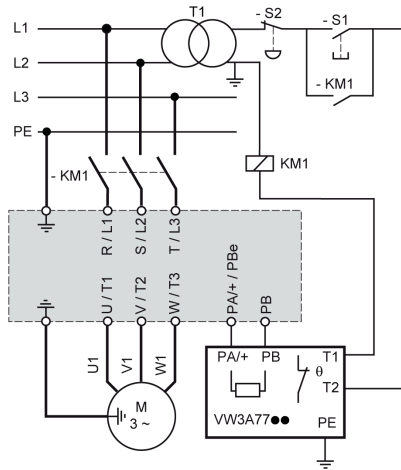 T1
- S2
- S1
L1
L2
- KM1
L3
PE
KM1
- KM1
R / L1
S / L2
T / L3
U / T1
V / T2
W / T3
PA/+ / PBe
PB
U1
V1
W1
PA/+ PB
T1
θ
T2
M
3 ~
VW3A77●●
PE